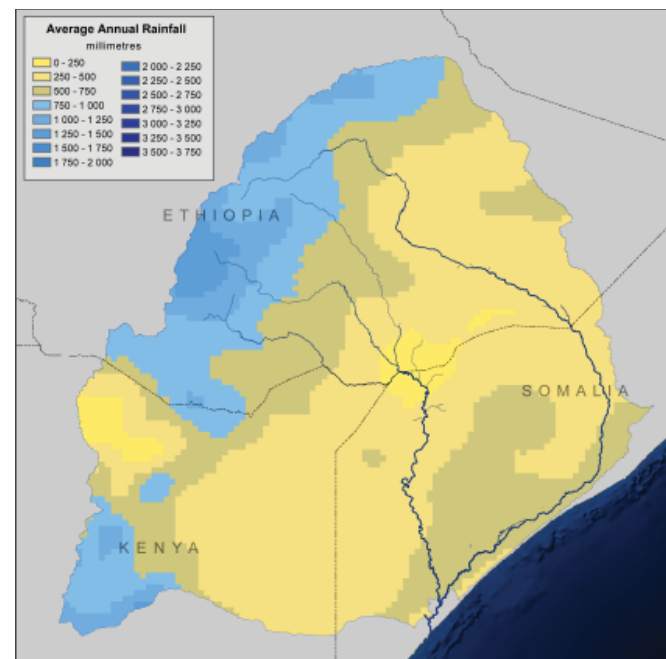 Average Annual Rainfall
millimetres
0 - 250
250 - 500
500 - 750
750 - 1 000
1 000 - 1 250
1 250 - 1 500
1 500 - 1 750
1 750 - 2 000
2 000 - 2 250
2 250 - 2 500
2 500 - 2 750
2 750 - 3 000
3 000 - 3 250
3 250 - 3 500
3 500 - 3 750
ETHIOPIA
SOMALIA
KENYA